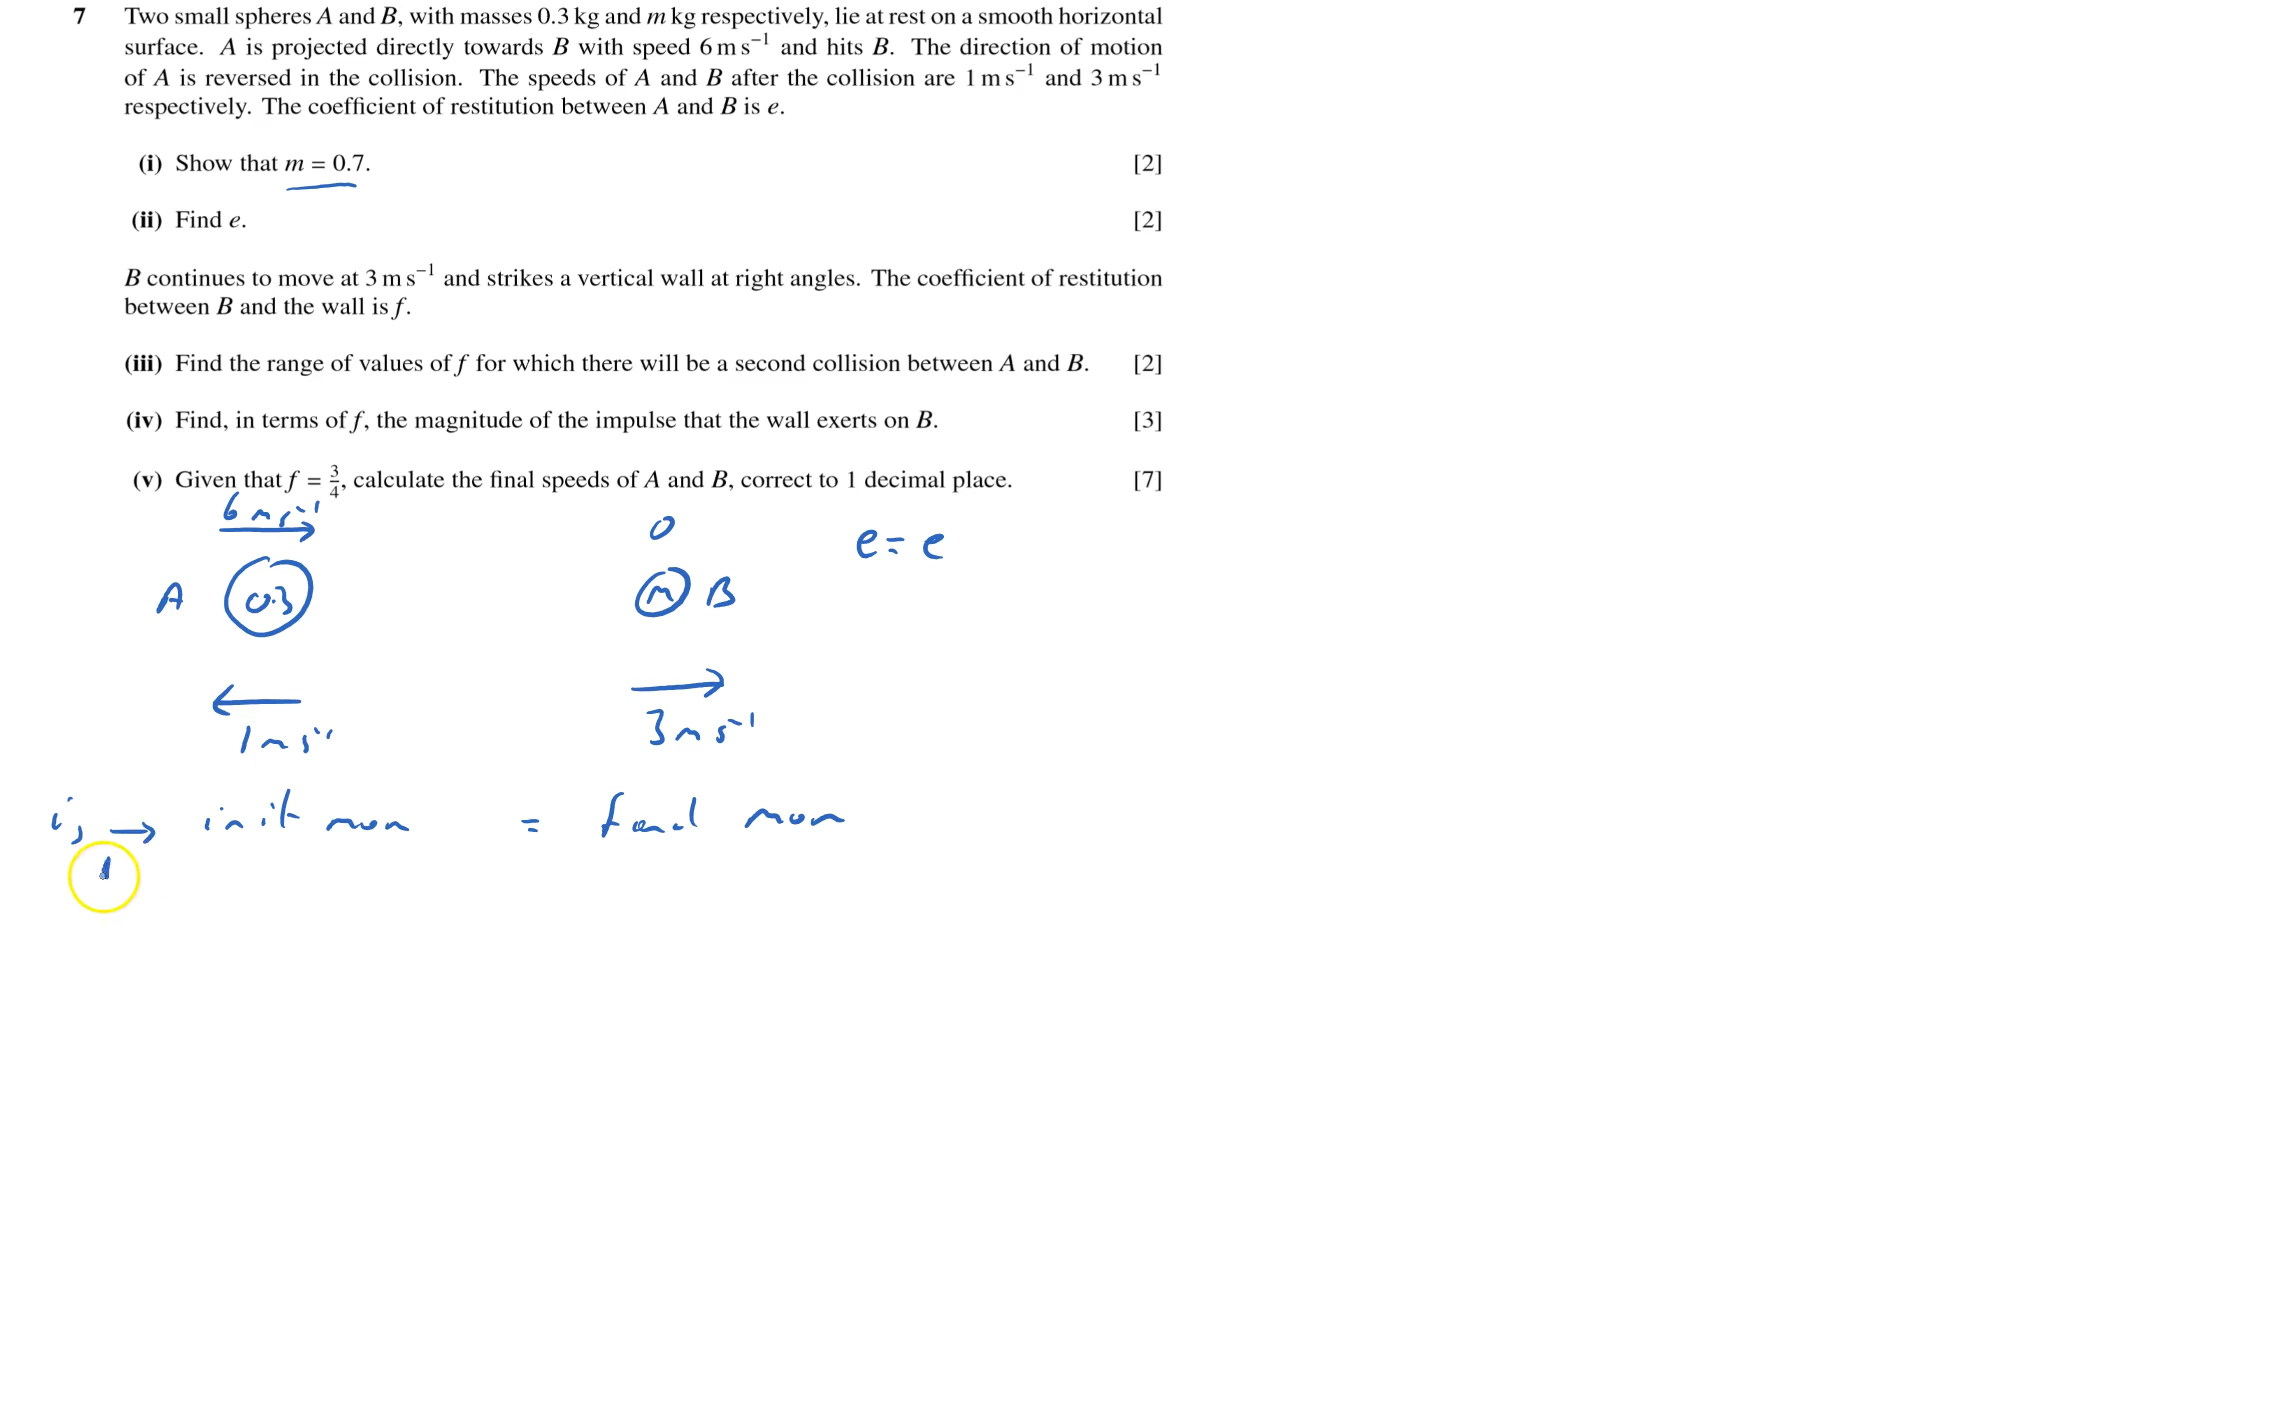 7 Two small spheres A and B, with masses 0.3 kg and m kg respectively, lie at rest on a smooth horizontal
surface. A is projected directly towards B with speed 6 m s⁻¹ and hits B. The direction of motion
of A is reversed in the collision. The speeds of A and B after the collision are 1 m s⁻¹ and 3 m s⁻¹
respectively. The coefficient of restitution between A and B is e.
(i) Show that m = 0.7. [2]
(ii) Find e. [2]
B continues to move at 3 m s⁻¹ and strikes a vertical wall at right angles. The coefficient of restitution
between B and the wall is f.
(iii) Find the range of values of f for which there will be a second collision between A and B. [2]
(iv) Find, in terms of f, the magnitude of the impulse that the wall exerts on B. [3]
(v) Given that f = 3/4, calculate the final speeds of A and B, correct to 1 decimal place. [7]
6 m s⁻¹ 0 e = e
A 0.3 m B
1 m s⁻¹ 3 m s⁻¹
i, → init mom = final mom